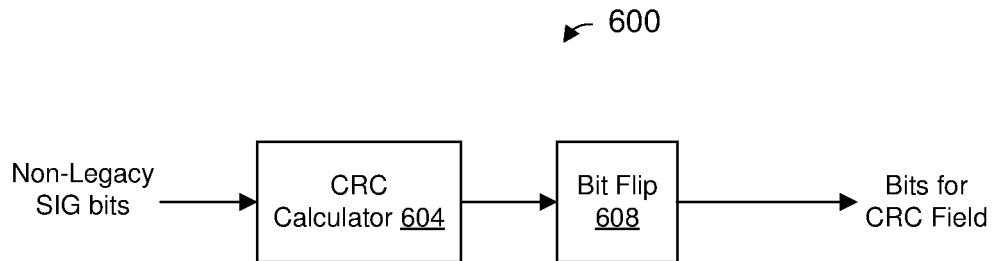 600
Non-Legacy
SIG bits
CRC
Calculator 604
Bit Flip
608
Bits for
CRC Field